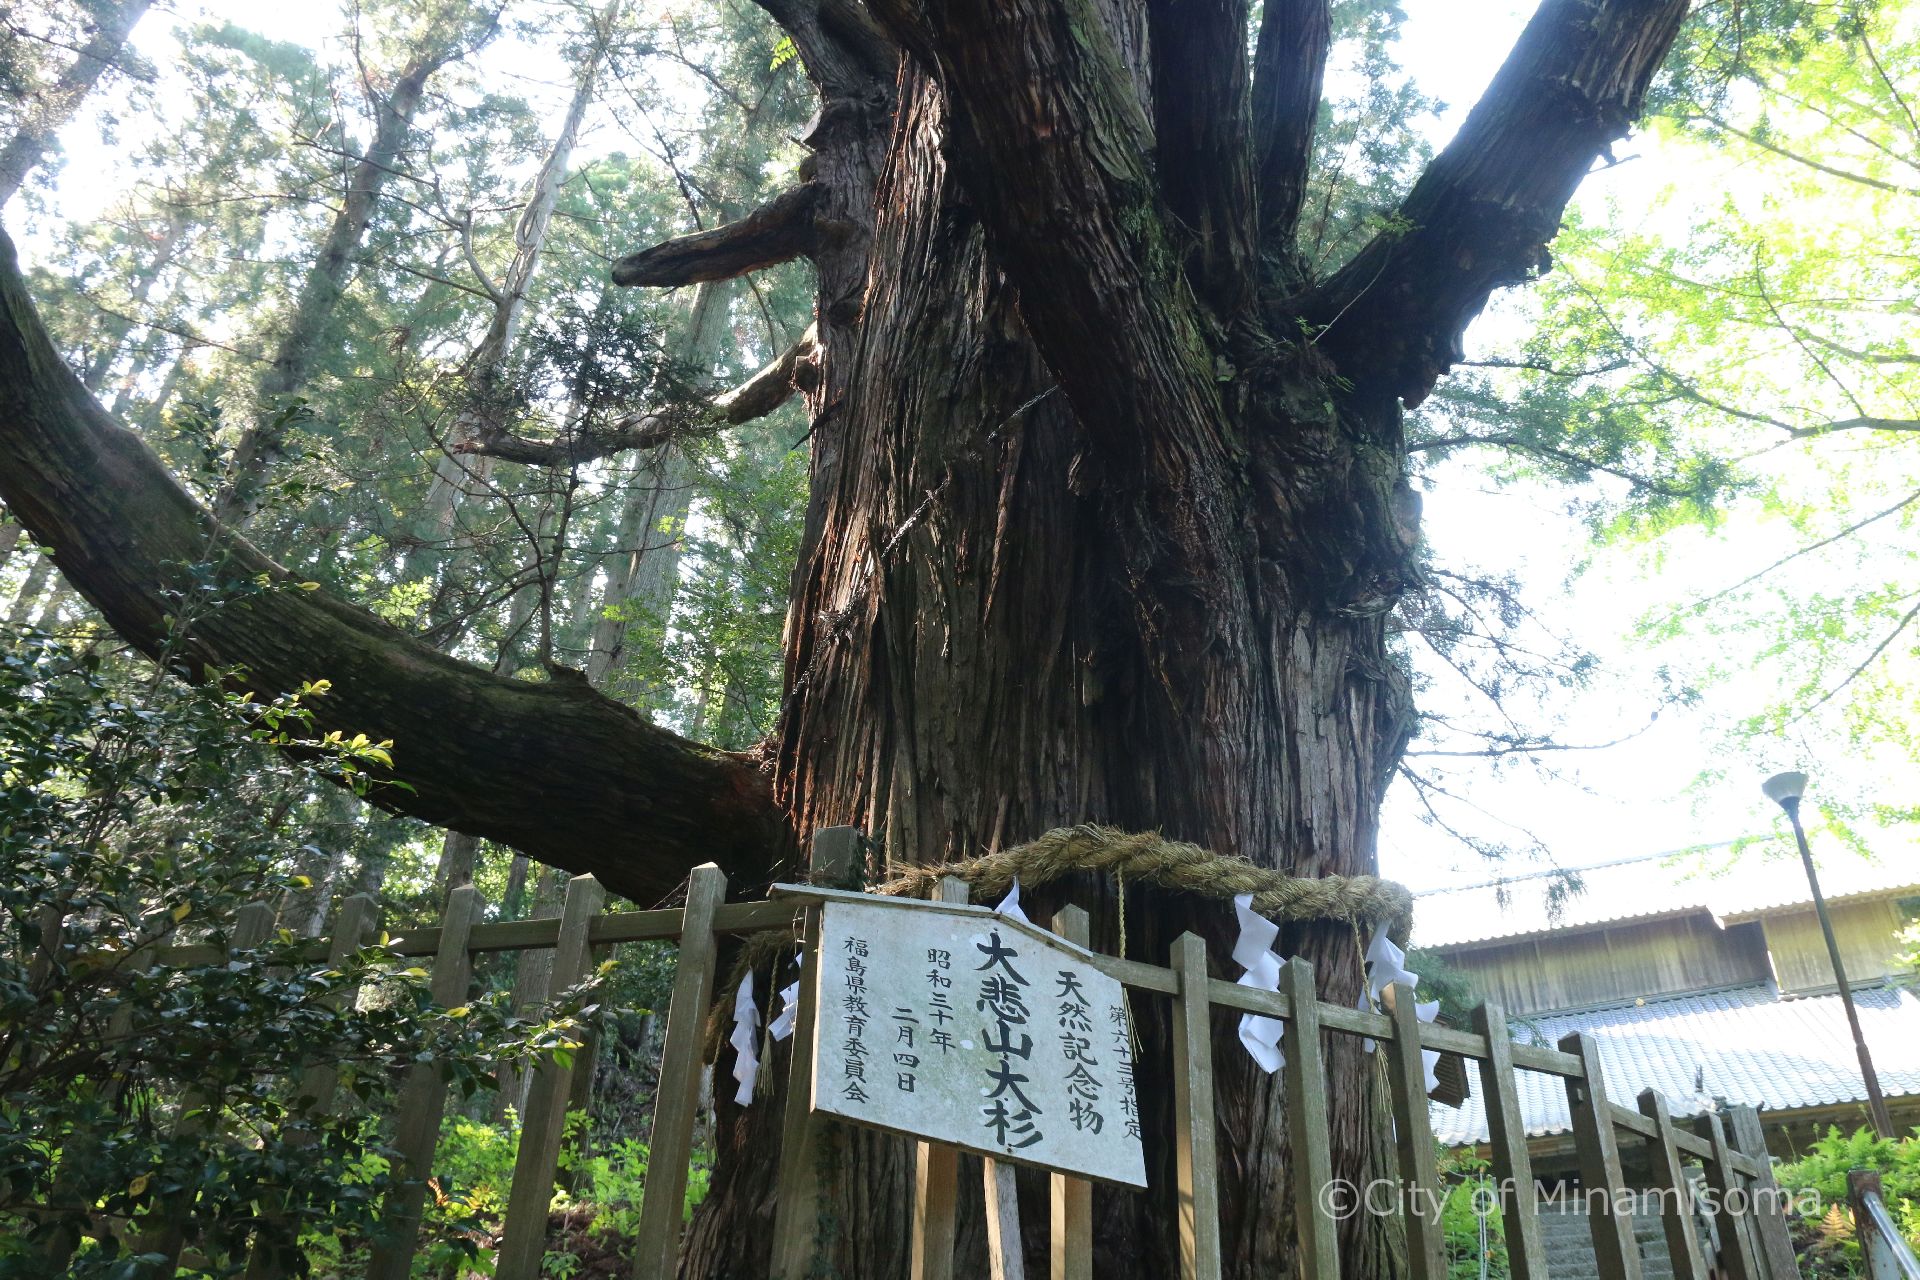 第六十三号指定
天然記念物
大悲山大杉
昭和三十年
二月四日
福島県教育委員会
©City of Minamisoma